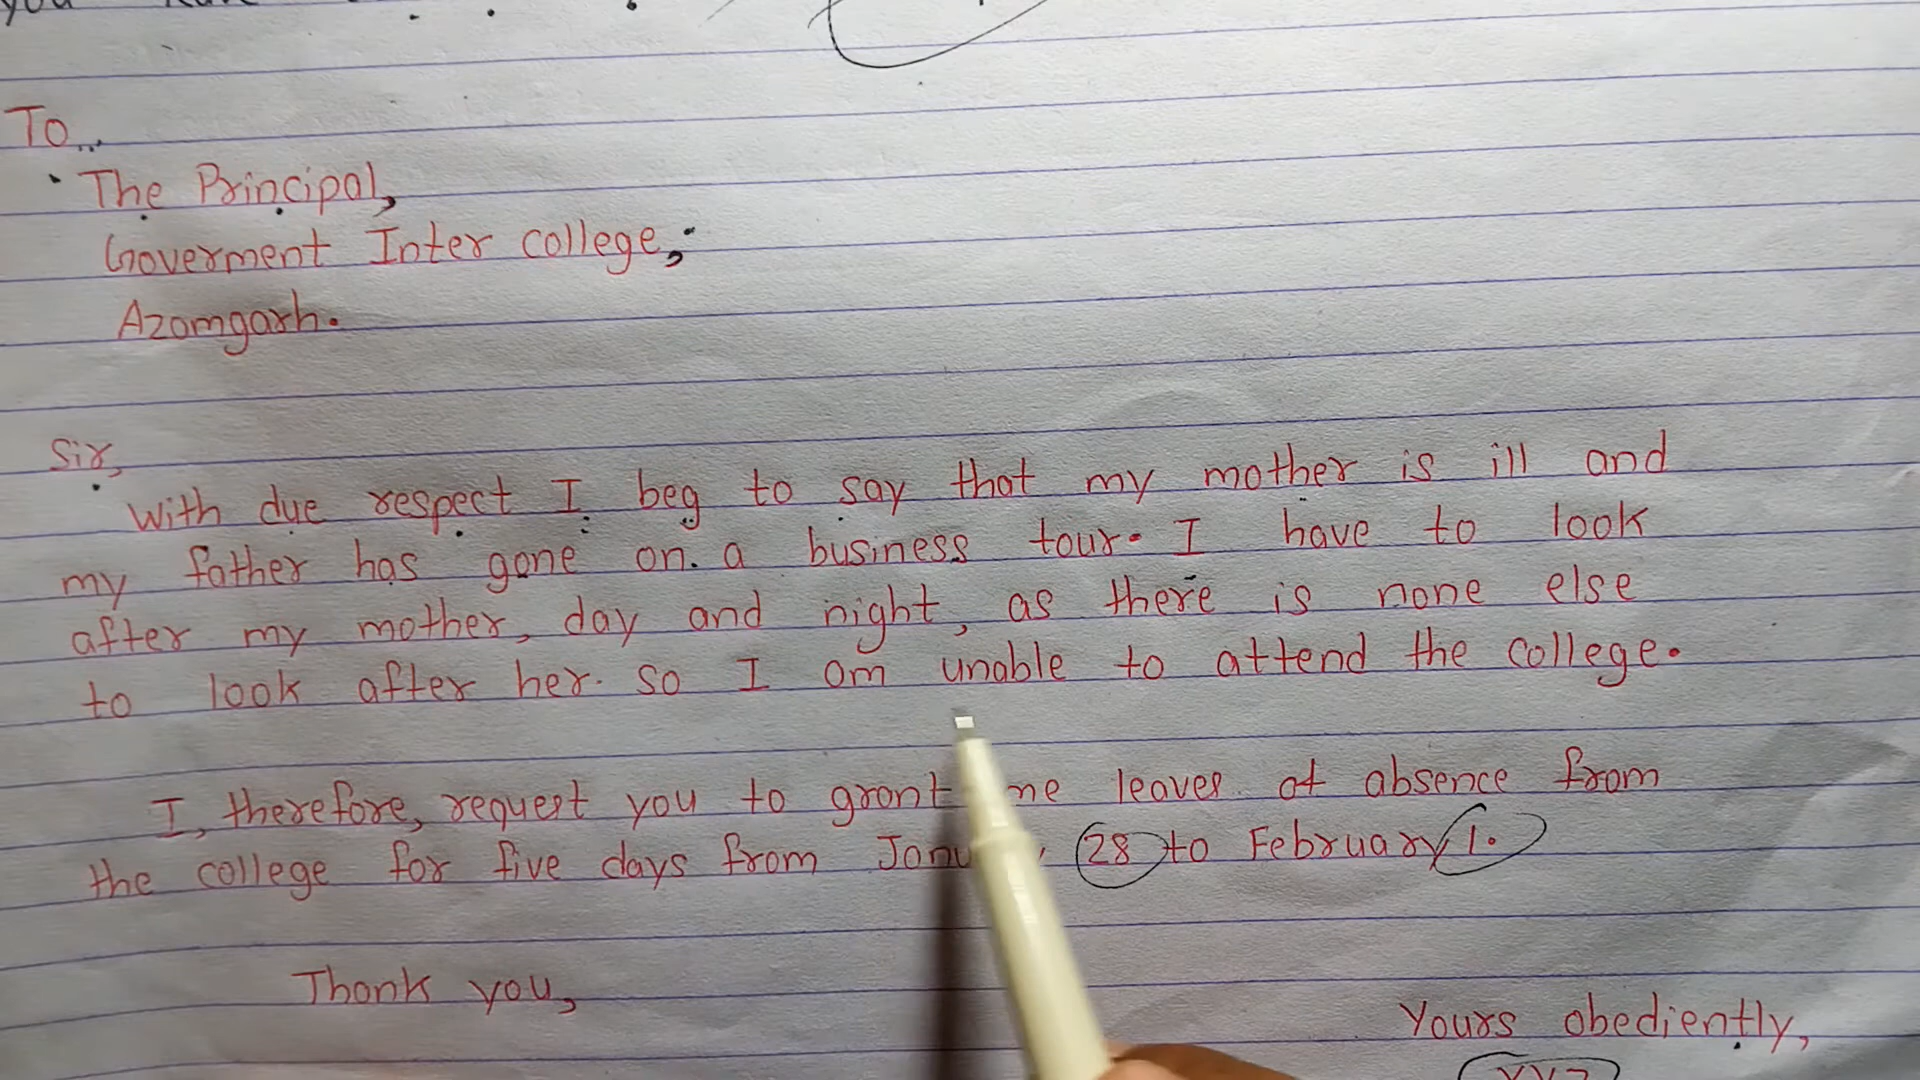 To
The Principal,
Goverment Inter college,
Azamgarh.
Sir,
With due respect I beg to say that my mother is ill and
my father has gone on a business tour. I have to look
after my mother, day and night, as there is none else
to look after her. so I am unable to attend the college.
I, therefore, request you to grant me leaves of absence from
the college for five days from 28 to February 1.
Thank you,
Yours obediently,